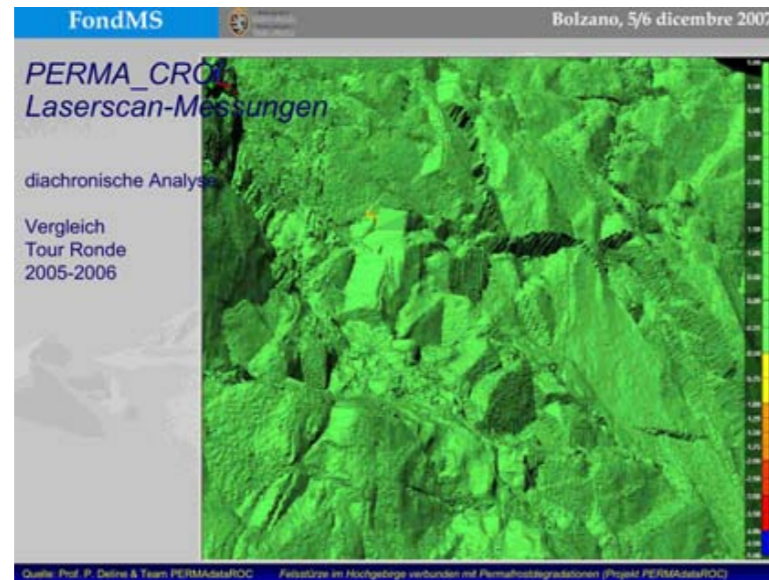 FondMS
Bolzano, 5/6 dicembre 2007
PERMA_CRO
Laserscan-Messungen
diachronische Analyse
Vergleich
Tour Ronde
2005-2006
Quelle: Prof. P. Deline & Team PERMAdataROC
Felsstürze im Hochgebirge verbunden mit Permafrostdegradationen (Projekt PERMAdataROC)